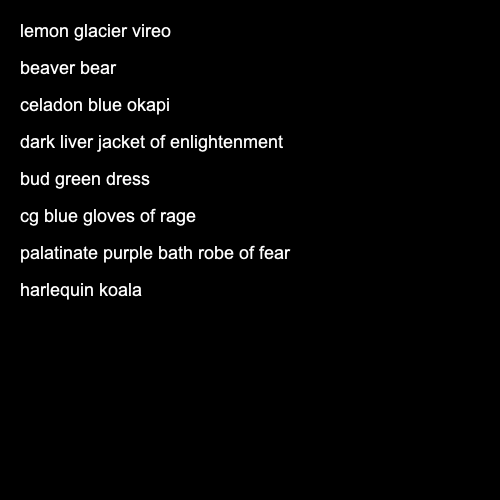 lemon glacier vireo
beaver bear
celadon blue okapi
dark liver jacket of enlightenment
bud green dress
cg blue gloves of rage
palatinate purple bath robe of fear
harlequin koala